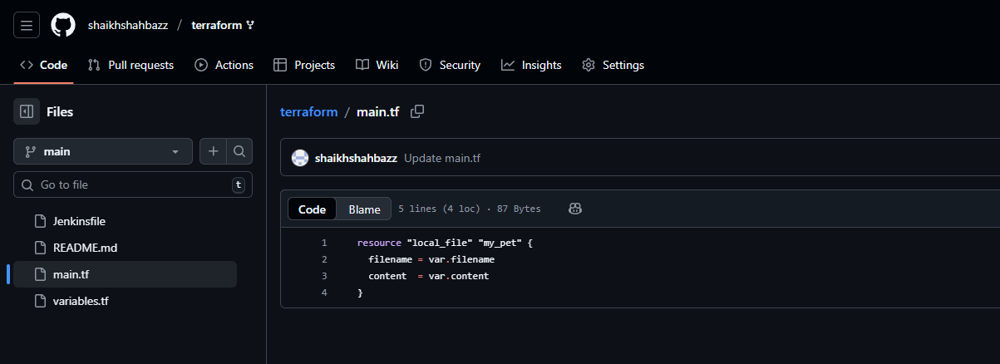 shaikhshahbazz / terraform
Code Pull requests Actions Projects Wiki Security Insights Settings
Files
main
Go to file t
Jenkinsfile
README.md
main.tf
variables.tf
terraform / main.tf
shaikhshahbazz Update main.tf
Code Blame 5 lines (4 loc) · 87 Bytes
1 resource "local_file" "my_pet" {
2 filename = var.filename
3 content  = var.content
4 }